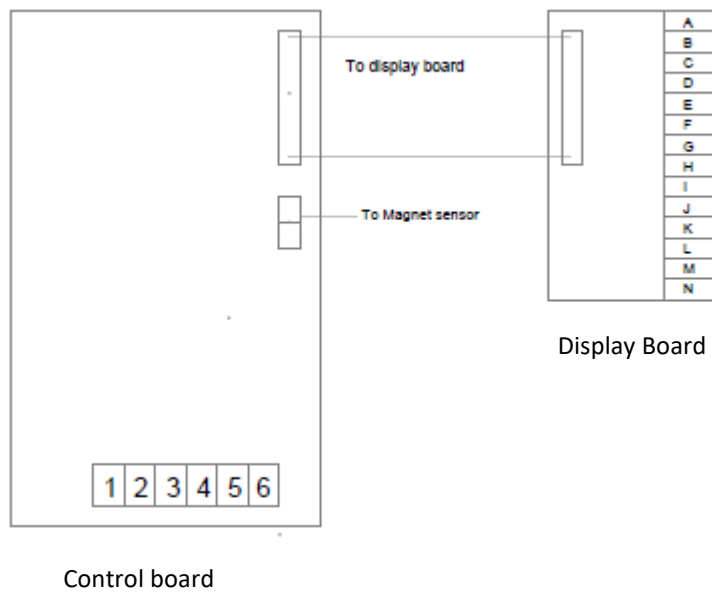 To display board
To Magnet sensor
A
B
C
D
E
F
G
H
I
J
K
L
M
N
Display Board
1 2 3 4 5 6
Control board